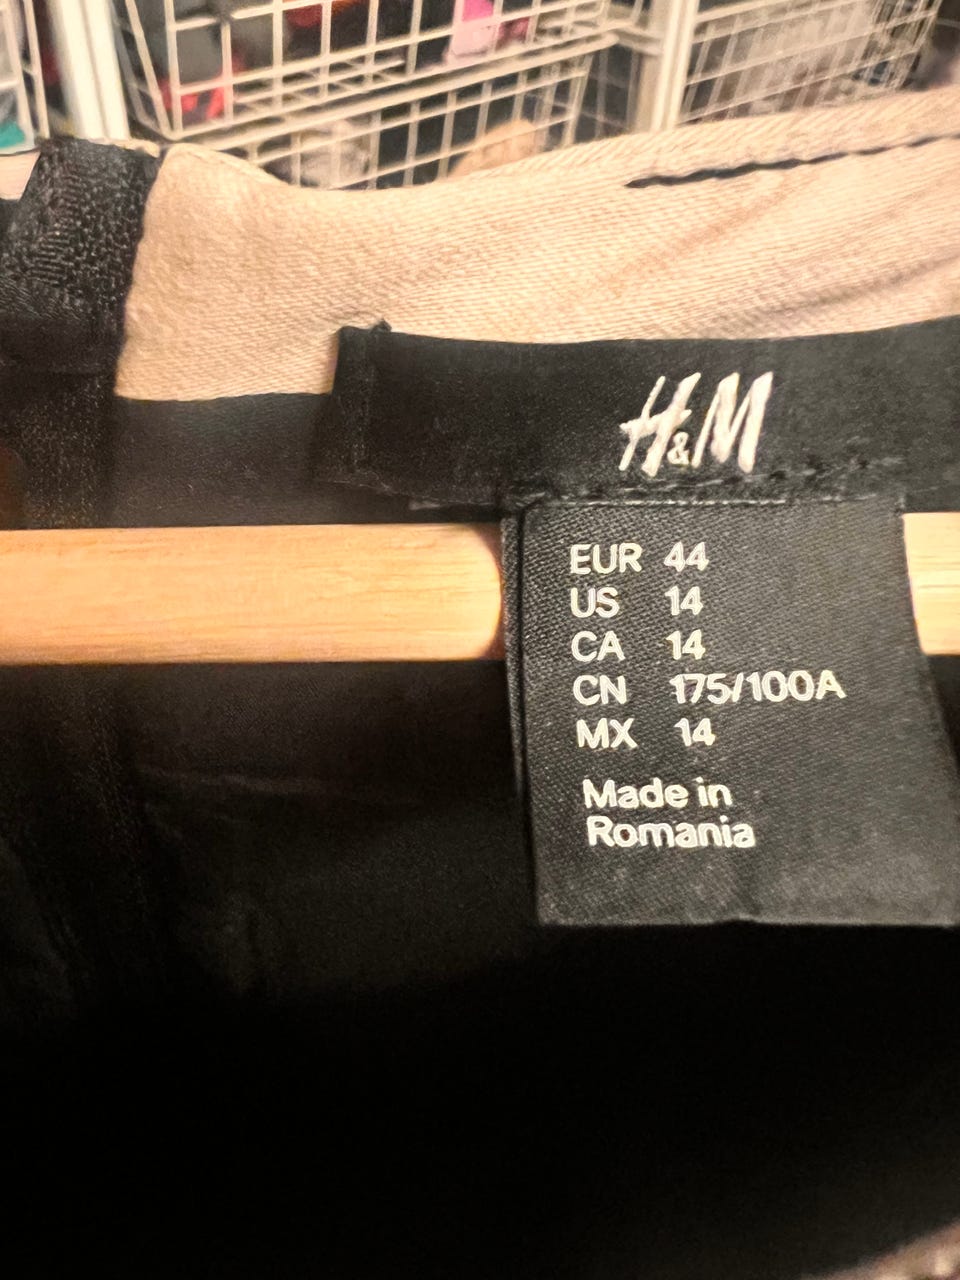 H&M
EUR 44
US 14
CA 14
CN 175/100A
MX 14
Made in
Romania